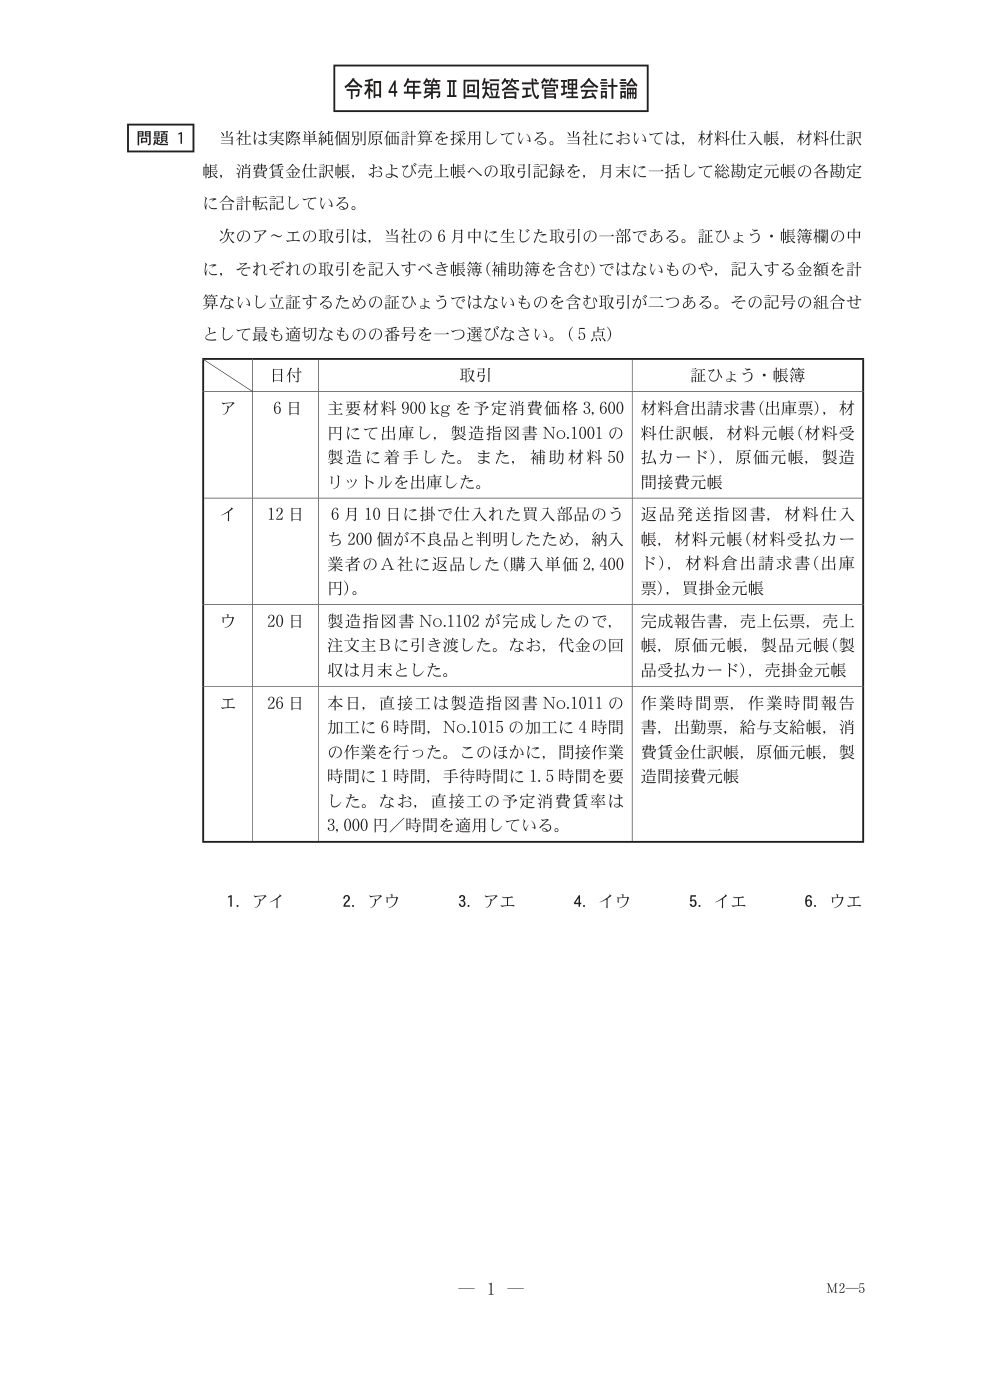 令和 4 年第Ⅱ回短答式管理会計論
問題 1　当社は実際単純個別原価計算を採用している。当社においては，材料仕入帳，材料仕訳
帳，消費賃金仕訳帳，および売上帳への取引記録を，月末に一括して総勘定元帳の各勘定
に合計転記している。
次のア～エの取引は，当社の 6 月中に生じた取引の一部である。証ひょう・帳簿欄の中
に，それぞれの取引を記入すべき帳簿(補助簿を含む)ではないものや，記入する金額を計
算ないし立証するための証ひょうではないものを含む取引が二つある。その記号の組合せ
として最も適切なものの番号を一つ選びなさい。（5 点）
日付　取引　証ひょう・帳簿
ア　6 日　主要材料 900 kg を予定消費価格 3,600　材料倉出請求書(出庫票)，材
円にて出庫し，製造指図書 No.1001 の　料仕訳帳，材料元帳(材料受
製造に着手した。また，補助材料 50　払カード)，原価元帳，製造
リットルを出庫した。　間接費元帳
イ　12 日　6 月 10 日に掛で仕入れた買入部品のう　返品発送指図書，材料仕入
ち 200 個が不良品と判明したため，納入　帳，材料元帳(材料受払カー
業者のＡ社に返品した(購入単価 2,400　ド)，材料倉出請求書(出庫
円)。　票)，買掛金元帳
ウ　20 日　製造指図書 No.1102 が完成したので，　完成報告書，売上伝票，売上
注文主Ｂに引き渡した。なお，代金の回　帳，原価元帳，製品元帳(製
収は月末とした。　品受払カード)，売掛金元帳
エ　26 日　本日，直接工は製造指図書 No.1011 の　作業時間票，作業時間報告
加工に 6 時間，No.1015 の加工に 4 時間　書，出勤票，給与支給帳，消
の作業を行った。このほかに，間接作業　費賃金仕訳帳，原価元帳，製
時間に 1 時間，手待時間に 1.5 時間を要　造間接費元帳
した。なお，直接工の予定消費賃率は
3,000 円／時間を適用している。
1. アイ　2. アウ　3. アエ　4. イウ　5. イエ　6. ウエ
― 1 ―　M2―5